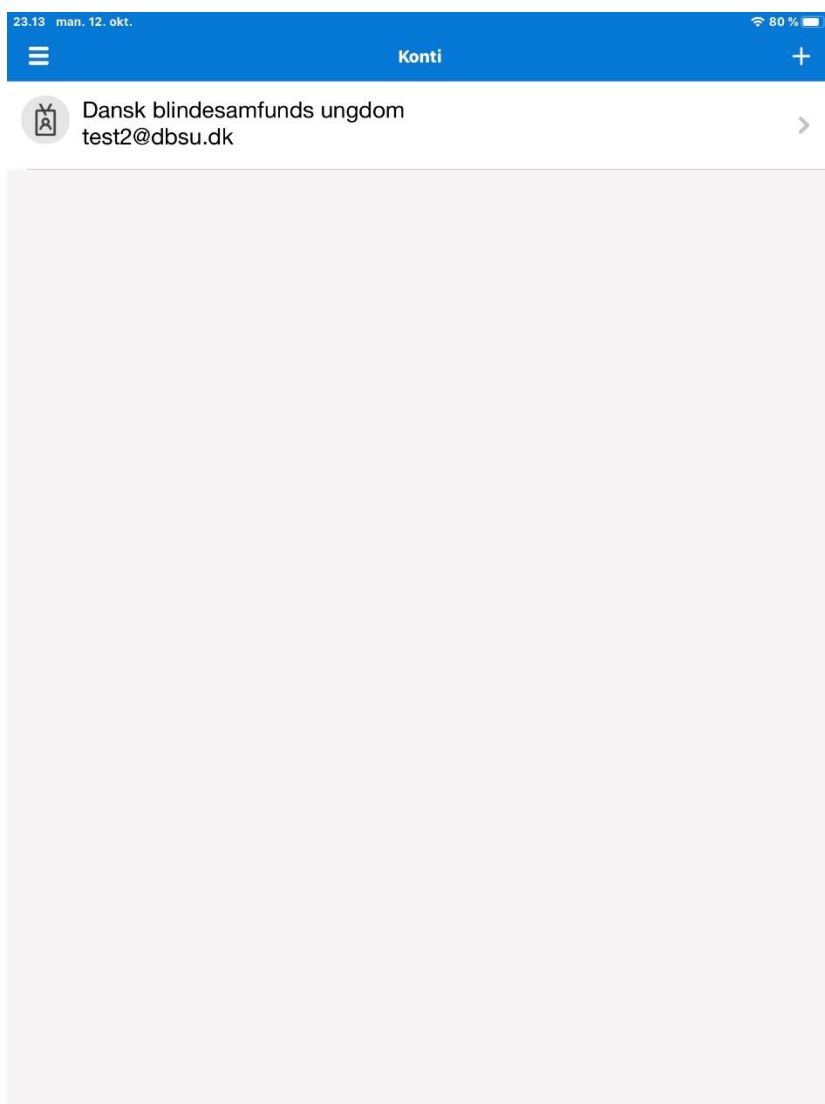 23.13 man. 12. okt.
80 %
Konti
Dansk blindesamfunds ungdom
test2@dbsu.dk